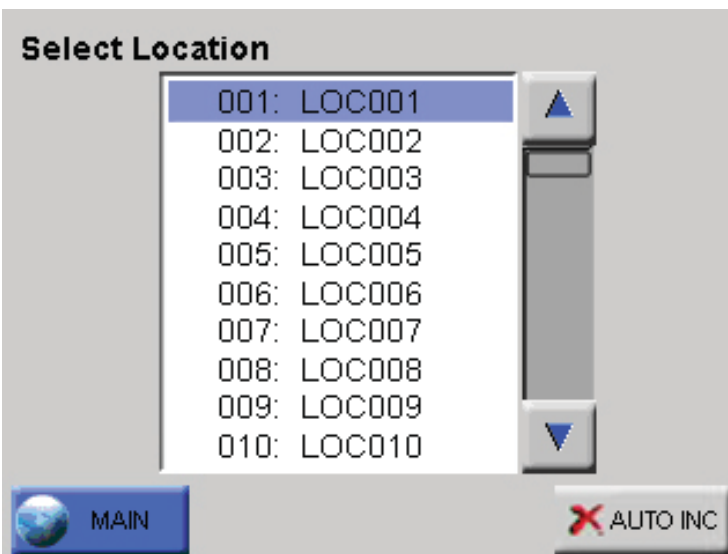 Select Location
001: LOC001
002: LOC002
003: LOC003
004: LOC004
005: LOC005
006: LOC006
007: LOC007
008: LOC008
009: LOC009
010: LOC010
MAIN
AUTO INC